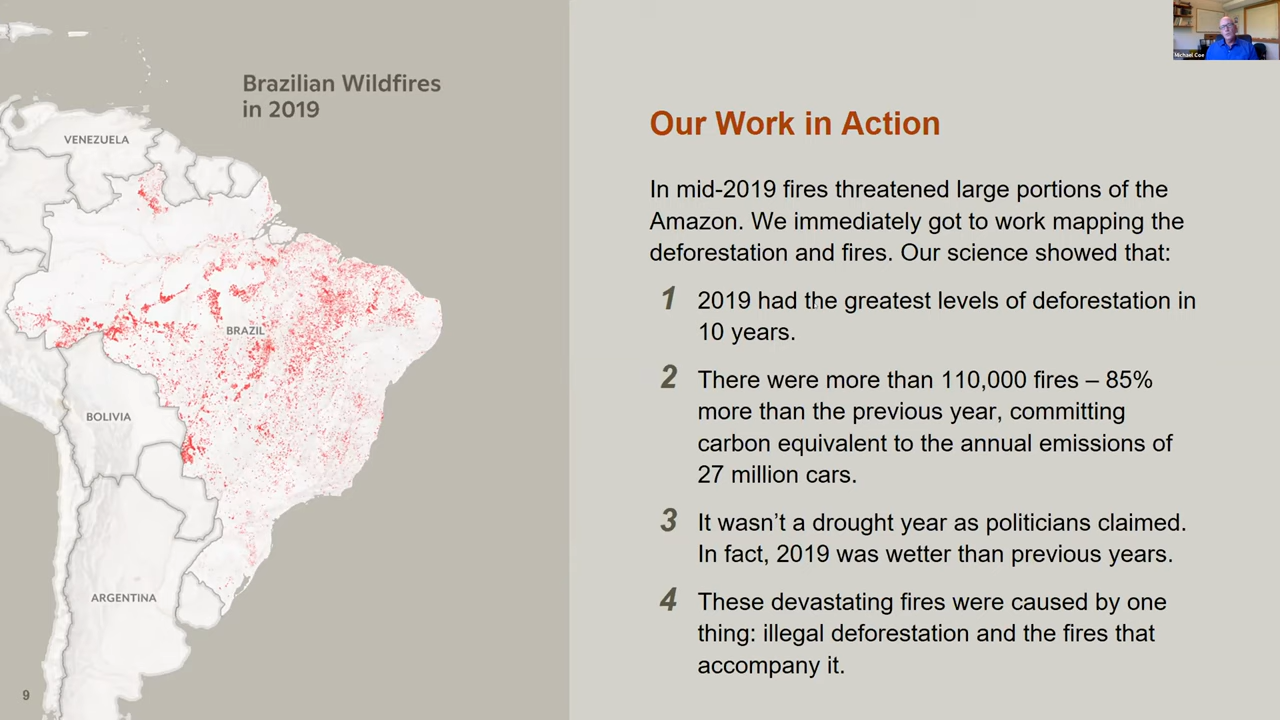 Brazilian Wildfires
in 2019
VENEZUELA
BRAZIL
BOLIVIA
ARGENTINA
9
Michael Coe
Our Work in Action
In mid-2019 fires threatened large portions of the
Amazon. We immediately got to work mapping the
deforestation and fires. Our science showed that:
1 2019 had the greatest levels of deforestation in
10 years.
2 There were more than 110,000 fires – 85%
more than the previous year, committing
carbon equivalent to the annual emissions of
27 million cars.
3 It wasn’t a drought year as politicians claimed.
In fact, 2019 was wetter than previous years.
4 These devastating fires were caused by one
thing: illegal deforestation and the fires that
accompany it.